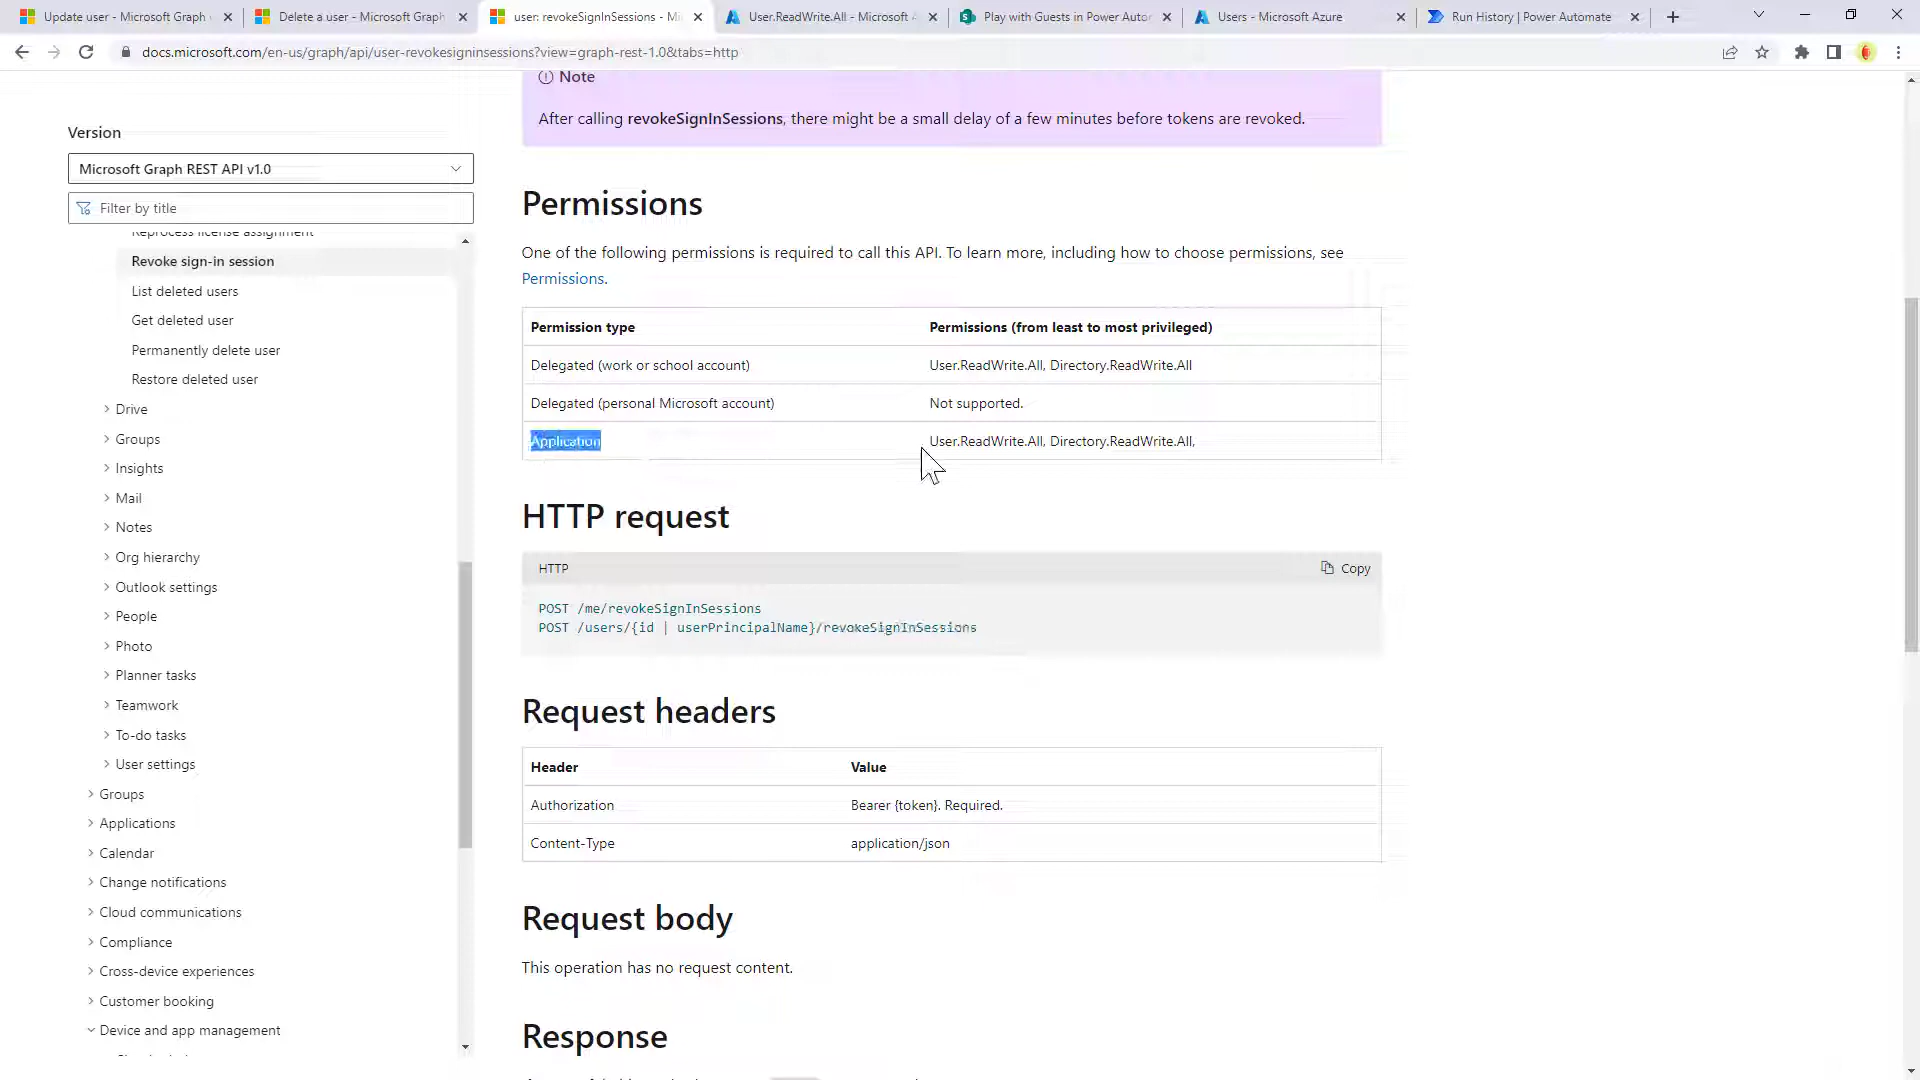 Update user - Microsoft Graph
Delete a user - Microsoft Graph
user: revokeSignInSessions - Mi
User.ReadWrite.All - Microsoft A
Play with Guests in Power Auto
Users - Microsoft Azure
Run History | Power Automate
docs.microsoft.com/en-us/graph/api/user-revokesigninsessions?view=graph-rest-1.0&tabs=http
Version
Microsoft Graph REST API v1.0
Filter by title
Reprocess license assignment
Revoke sign-in session
List deleted users
Get deleted user
Permanently delete user
Restore deleted user
Drive
Groups
Insights
Mail
Notes
Org hierarchy
Outlook settings
People
Photo
Planner tasks
Teamwork
To-do tasks
User settings
Groups
Applications
Calendar
Change notifications
Cloud communications
Compliance
Cross-device experiences
Customer booking
Device and app management
Note
After calling revokeSignInSessions, there might be a small delay of a few minutes before tokens are revoked.
Permissions
One of the following permissions is required to call this API. To learn more, including how to choose permissions, see
Permissions.
Permission type Permissions (from least to most privileged)
Delegated (work or school account) User.ReadWrite.All, Directory.ReadWrite.All
Delegated (personal Microsoft account) Not supported.
Application User.ReadWrite.All, Directory.ReadWrite.All,
HTTP request
HTTP Copy
POST /me/revokeSignInSessions
POST /users/{id | userPrincipalName}/revokeSignInSessions
Request headers
Header Value
Authorization Bearer {token}. Required.
Content-Type application/json
Request body
This operation has no request content.
Response